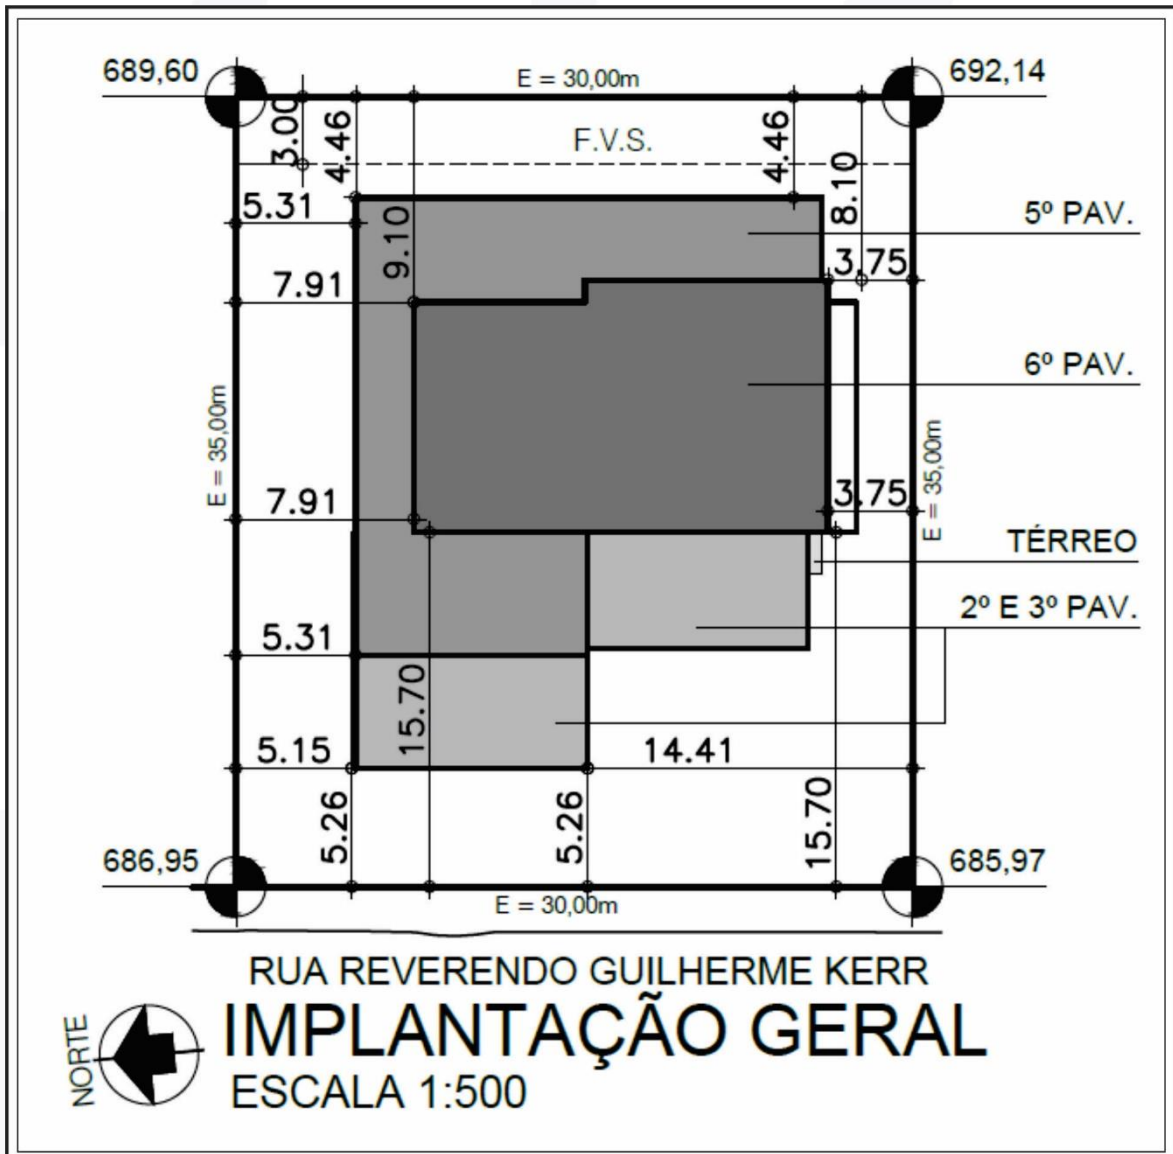 689,60
E = 30,00m
692,14
3.00
4.46
F.V.S.
4.46
8.10
5.31
9.10
5º PAV.
3.75
7.91
6º PAV.
E = 35,00m
E = 35,00m
7.91
3.75
TÉRREO
2º E 3º PAV.
5.31
15.70
5.15
14.41
5.26
5.26
15.70
686,95
685,97
E = 30,00m
RUA REVERENDO GUILHERME KERR
NORTE
IMPLANTAÇÃO GERAL
ESCALA 1:500